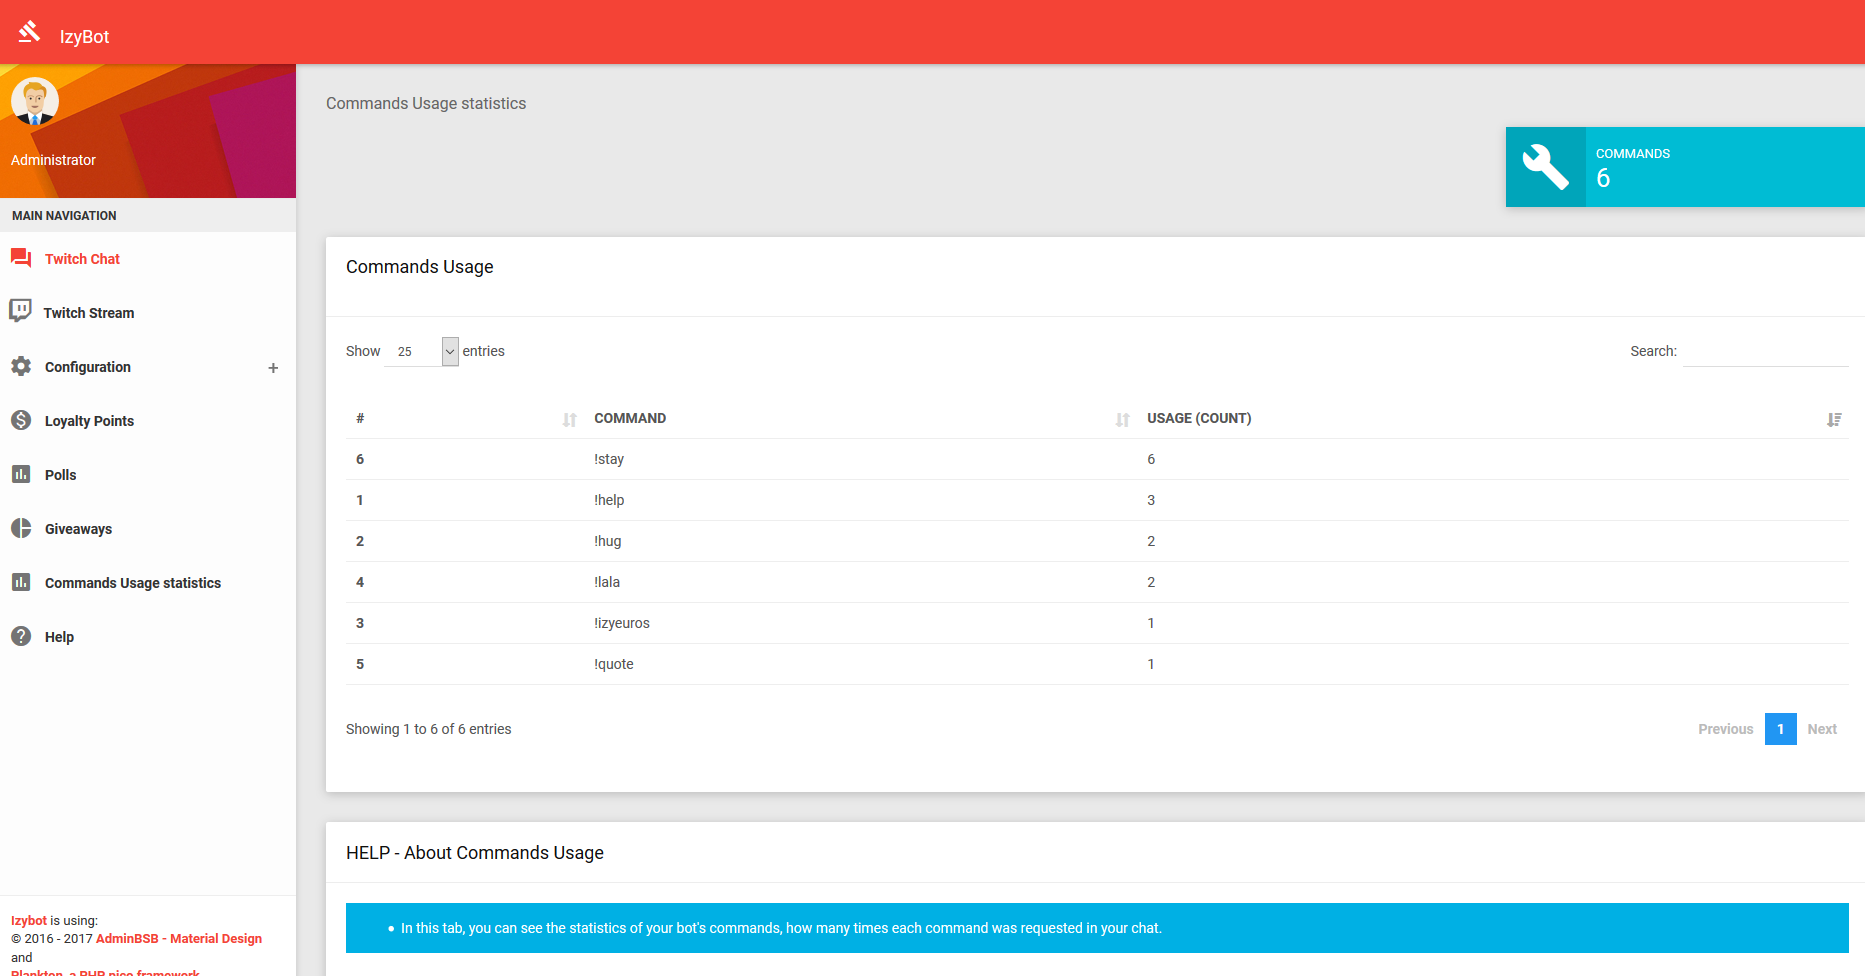 IzyBot
Administrator
MAIN NAVIGATION
Twitch Chat
Twitch Stream
Configuration +
Loyalty Points
Polls
Giveaways
Commands Usage statistics
Help
Izybot is using:
© 2016 - 2017 AdminBSB - Material Design
and
Plankton, a PHP pico framework
Commands Usage statistics
COMMANDS
6
Commands Usage
Show 25 entries
Search:
# COMMAND USAGE (COUNT)
6 !stay 6
1 !help 3
2 !hug 2
4 !lala 2
3 !izyeuros 1
5 !quote 1
Showing 1 to 6 of 6 entries
Previous 1 Next
HELP - About Commands Usage
• In this tab, you can see the statistics of your bot's commands, how many times each command was requested in your chat.